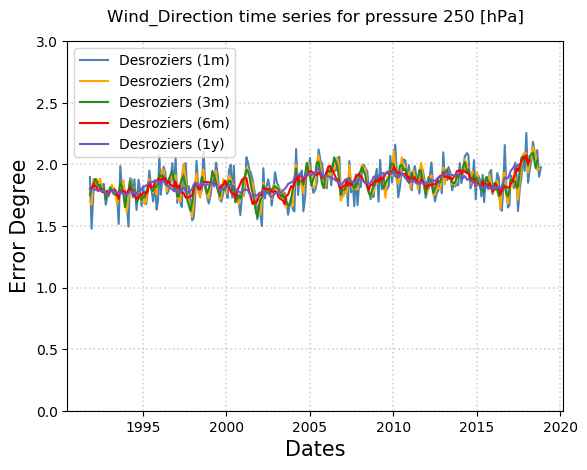 Wind_Direction time series for pressure 250 [hPa]
3.0
2.5
2.0
1.5
1.0
0.5
0.0
Error Degree
Desroziers (1m)
Desroziers (2m)
Desroziers (3m)
Desroziers (6m)
Desroziers (1y)
1995
2000
2005
2010
2015
2020
Dates